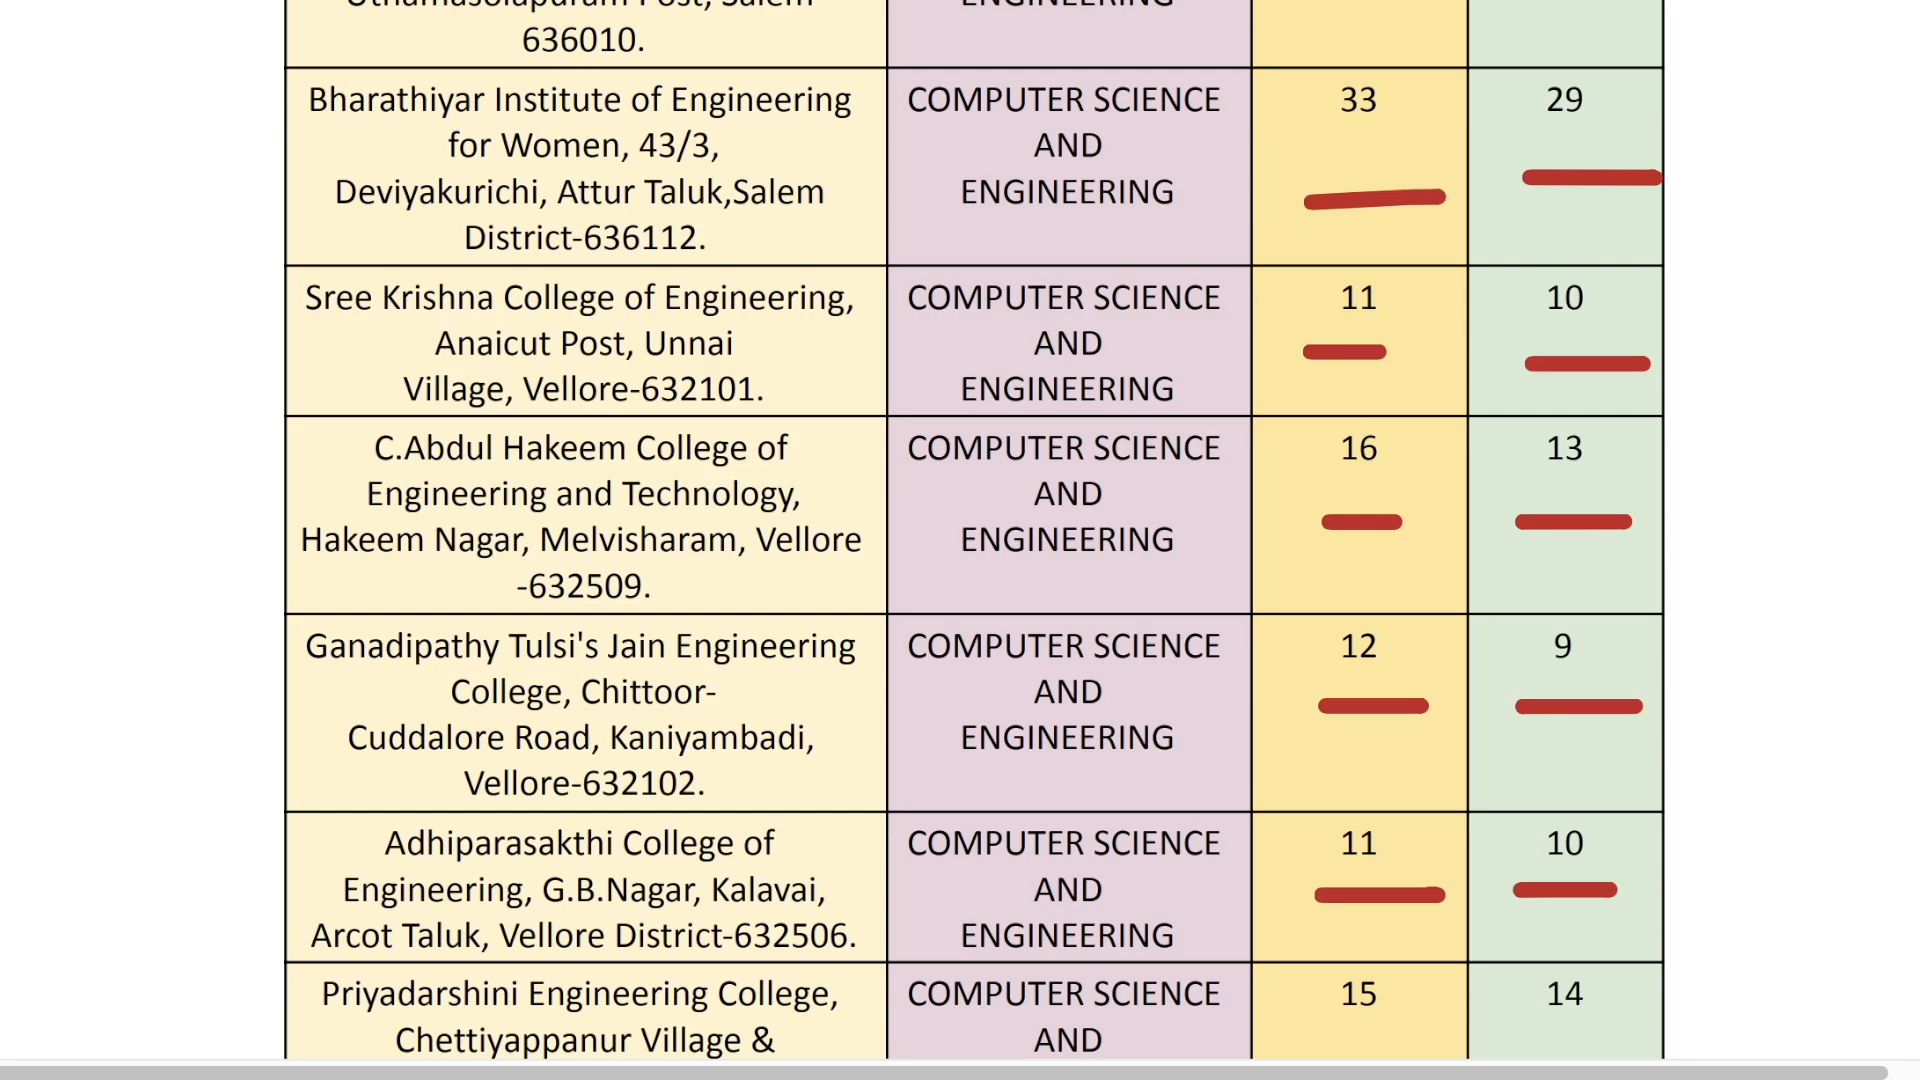 636010.
Bharathiyar Institute of Engineering
for Women, 43/3,
Deviyakurichi, Attur Taluk,Salem
District-636112.
COMPUTER SCIENCE
AND
ENGINEERING
33
29
Sree Krishna College of Engineering,
Anaicut Post, Unnai
Village, Vellore-632101.
COMPUTER SCIENCE
AND
ENGINEERING
11
10
C.Abdul Hakeem College of
Engineering and Technology,
Hakeem Nagar, Melvisharam, Vellore
-632509.
COMPUTER SCIENCE
AND
ENGINEERING
16
13
Ganadipathy Tulsi's Jain Engineering
College, Chittoor-
Cuddalore Road, Kaniyambadi,
Vellore-632102.
COMPUTER SCIENCE
AND
ENGINEERING
12
9
Adhiparasakthi College of
Engineering, G.B.Nagar, Kalavai,
Arcot Taluk, Vellore District-632506.
COMPUTER SCIENCE
AND
ENGINEERING
11
10
Priyadarshini Engineering College,
Chettiyappanur Village &
COMPUTER SCIENCE
AND
15
14